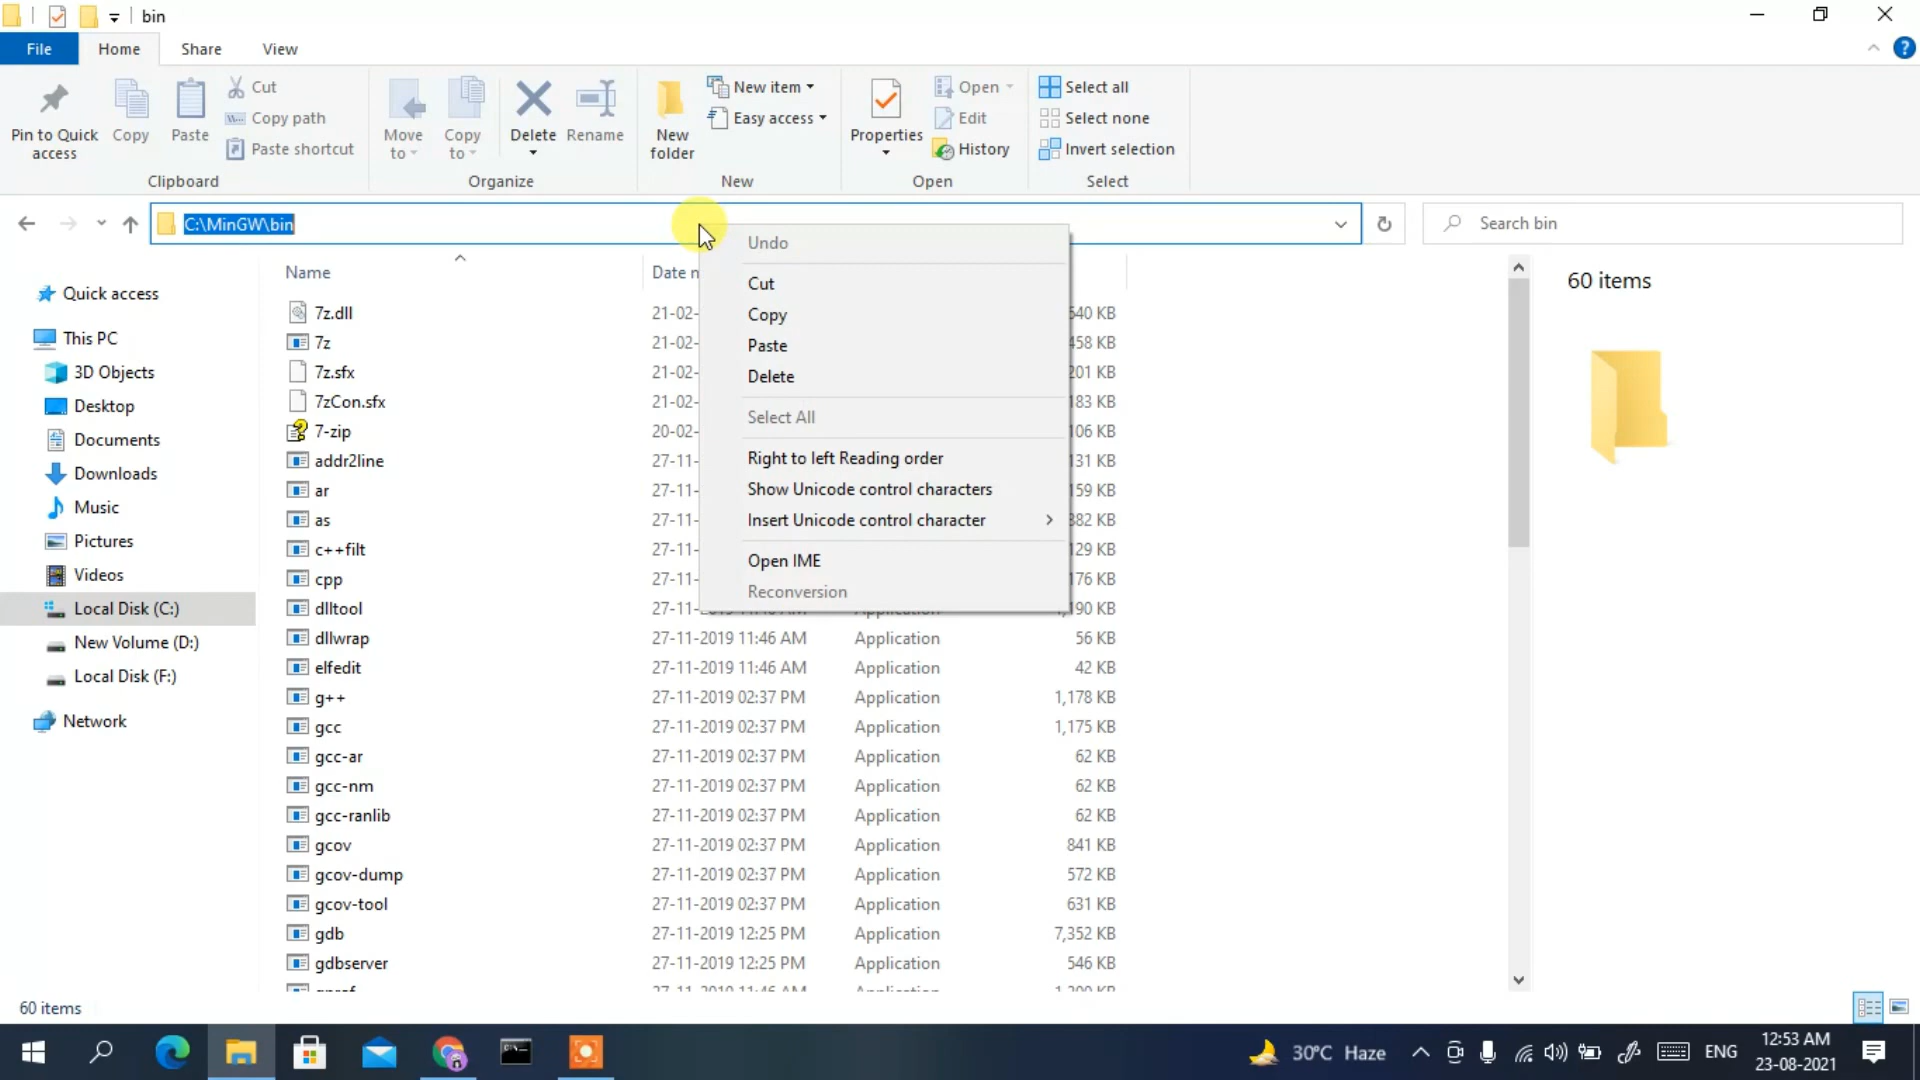 bin
File Home Share View
Pin to Quick access
Copy
Paste
Cut
Copy path
Paste shortcut
Clipboard
Move to
Copy to
Delete
Rename
Organize
New folder
New item
Easy access
New
Properties
Open
Edit
History
Open
Select all
Select none
Invert selection
Select
C:\MinGW\bin
Search bin
Quick access
This PC
3D Objects
Desktop
Documents
Downloads
Music
Pictures
Videos
Local Disk (C:)
New Volume (D:)
Local Disk (F:)
Network
Name Date
7z.dll 21-02- 540 KB
7z 21-02- 458 KB
7z.sfx 21-02- 201 KB
7zCon.sfx 21-02- 183 KB
7-zip 20-02- 106 KB
addr2line 27-11- 131 KB
ar 27-11- 159 KB
as 27-11- 382 KB
c++filt 27-11- 129 KB
cpp 27-11- 176 KB
dlltool 27-11- 190 KB
dllwrap 27-11-2019 11:46 AM Application 56 KB
elfedit 27-11-2019 11:46 AM Application 42 KB
g++ 27-11-2019 02:37 PM Application 1,178 KB
gcc 27-11-2019 02:37 PM Application 1,175 KB
gcc-ar 27-11-2019 02:37 PM Application 62 KB
gcc-nm 27-11-2019 02:37 PM Application 62 KB
gcc-ranlib 27-11-2019 02:37 PM Application 62 KB
gcov 27-11-2019 02:37 PM Application 841 KB
gcov-dump 27-11-2019 02:37 PM Application 572 KB
gcov-tool 27-11-2019 02:37 PM Application 631 KB
gdb 27-11-2019 12:25 PM Application 7,352 KB
gdbserver 27-11-2019 12:25 PM Application 546 KB
Undo
Cut
Copy
Paste
Delete
Select All
Right to left Reading order
Show Unicode control characters
Insert Unicode control character
Open IME
Reconversion
60 items
60 items
30°C Haze
ENG
12:53 AM
23-08-2021